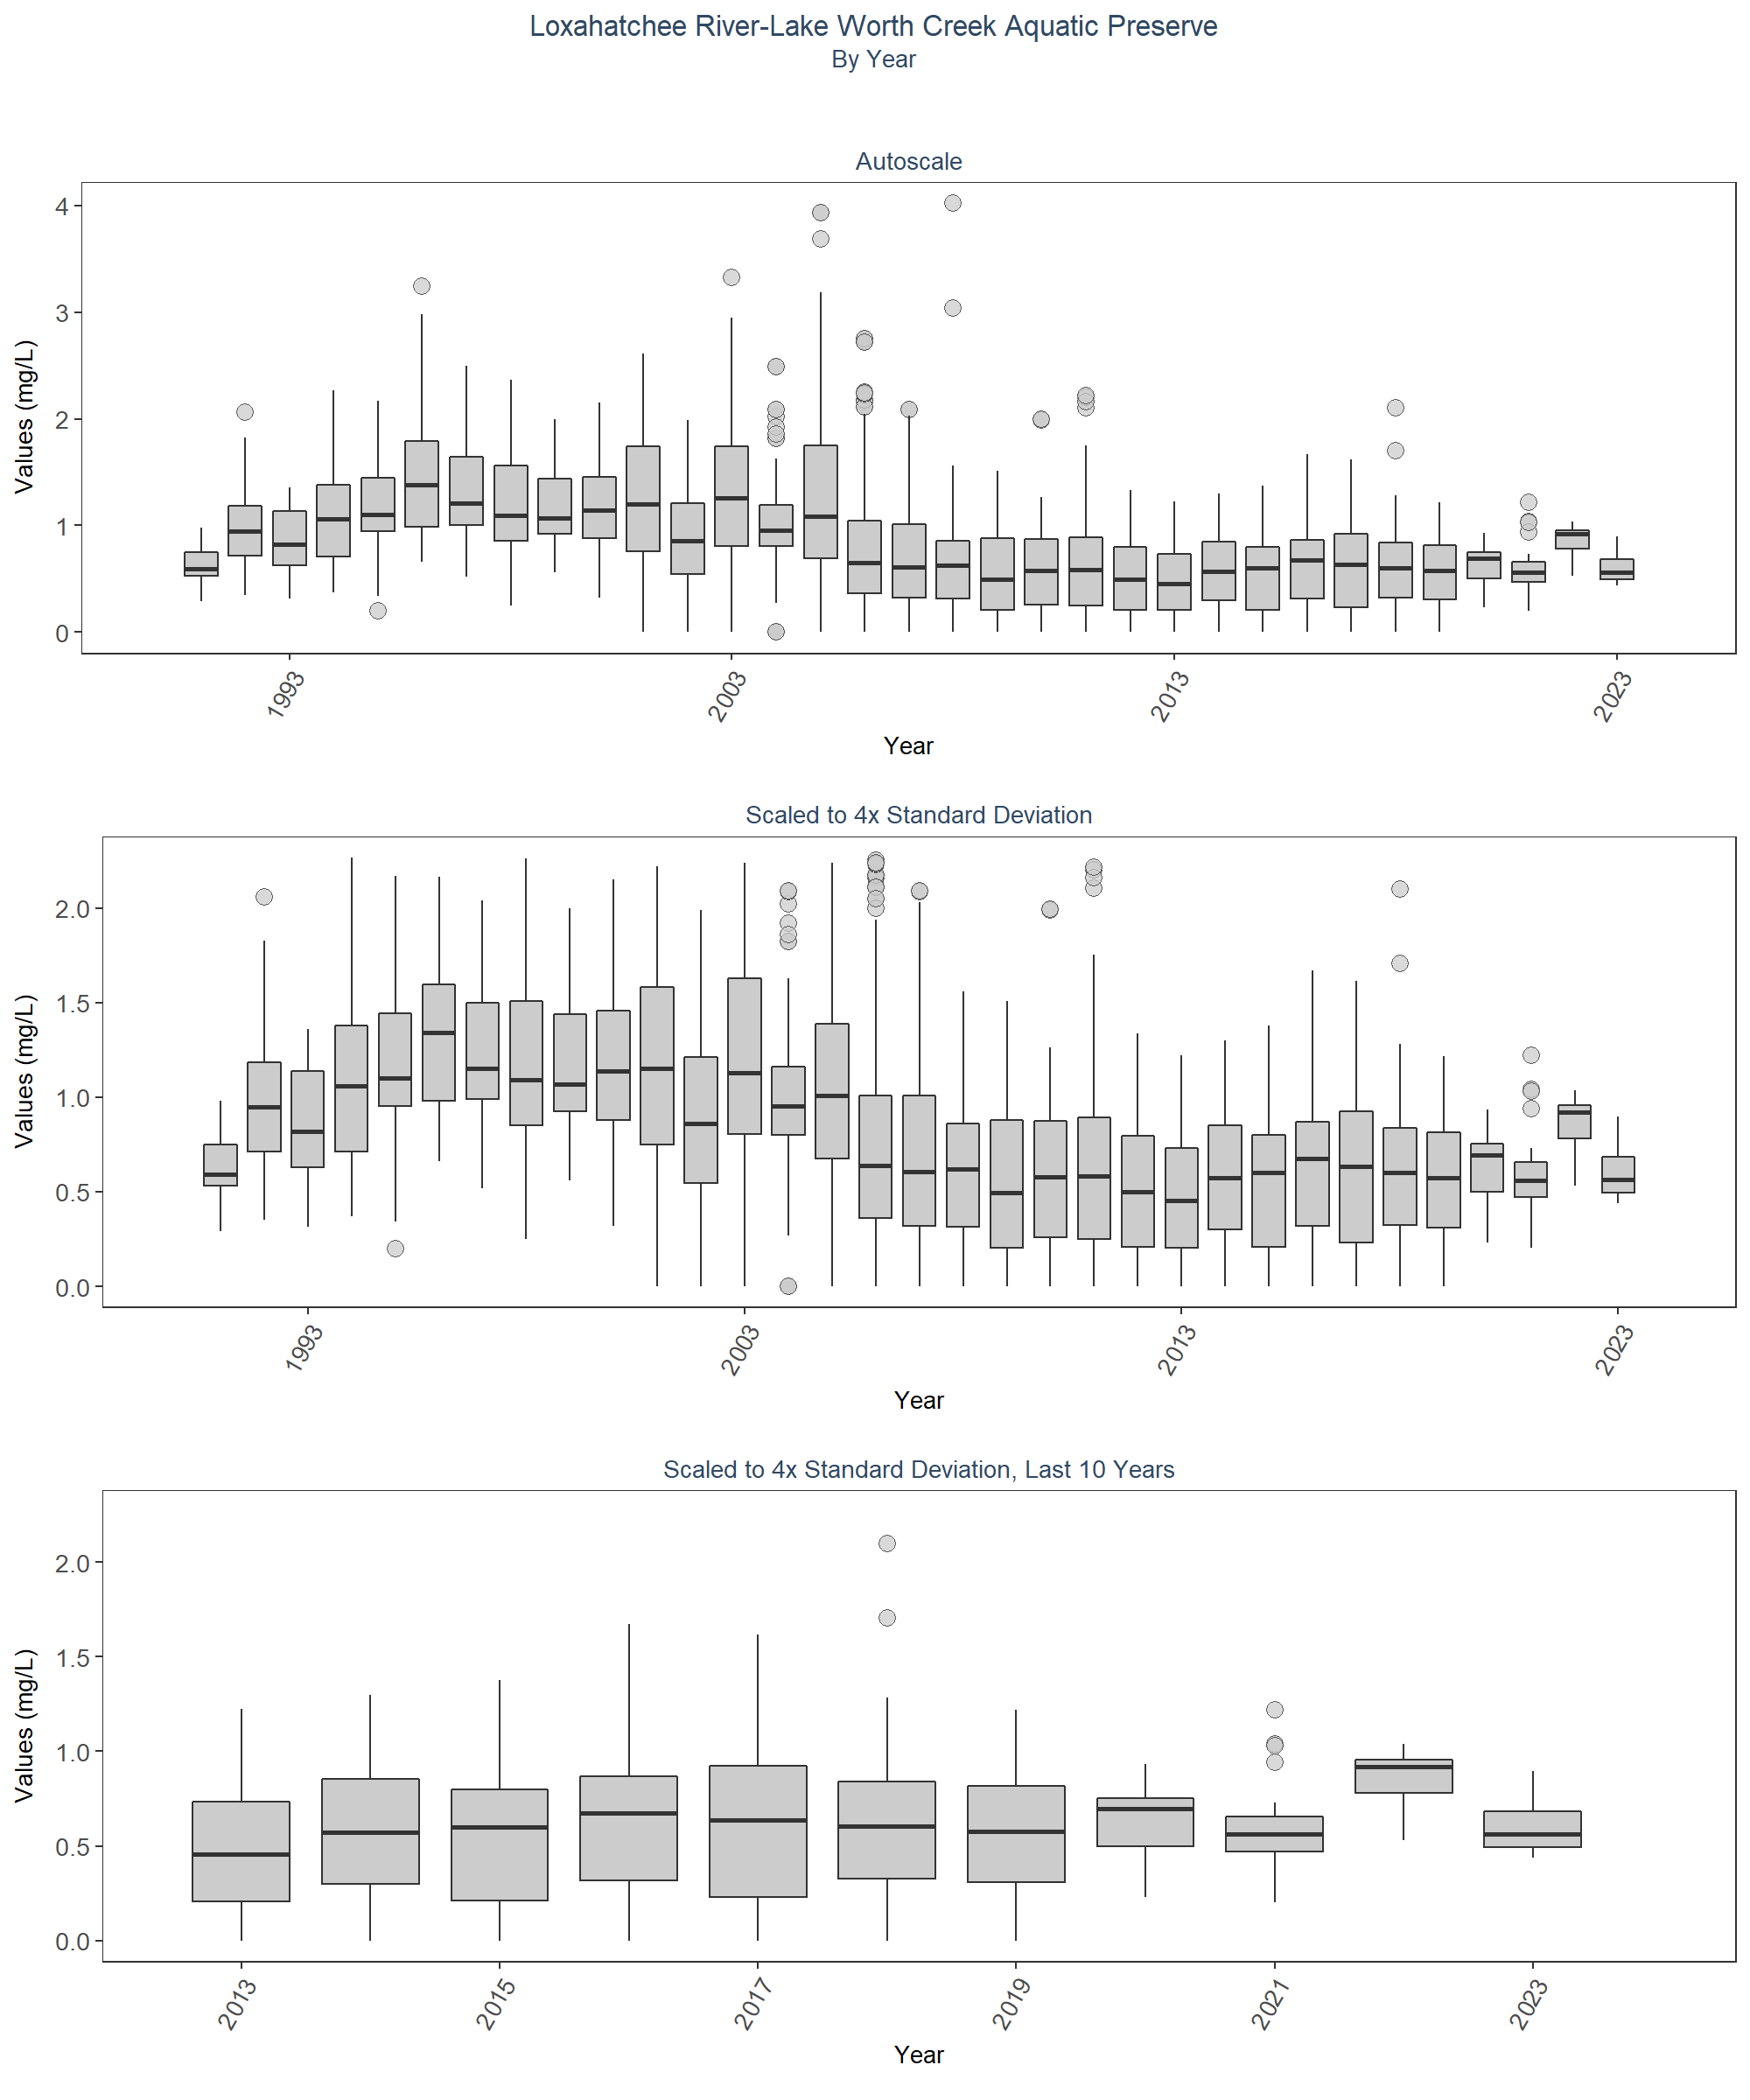 Loxahatchee River-Lake Worth Creek Aquatic Preserve
By Year
Autoscale
Values (mg/L)
4
3
2
1
0
1993
2003
2013
2023
Year
Scaled to 4x Standard Deviation
Values (mg/L)
2.0
1.5
1.0
0.5
0.0
1993
2003
2013
2023
Year
Scaled to 4x Standard Deviation, Last 10 Years
Values (mg/L)
2.0
1.5
1.0
0.5
0.0
2013
2015
2017
2019
2021
2023
Year